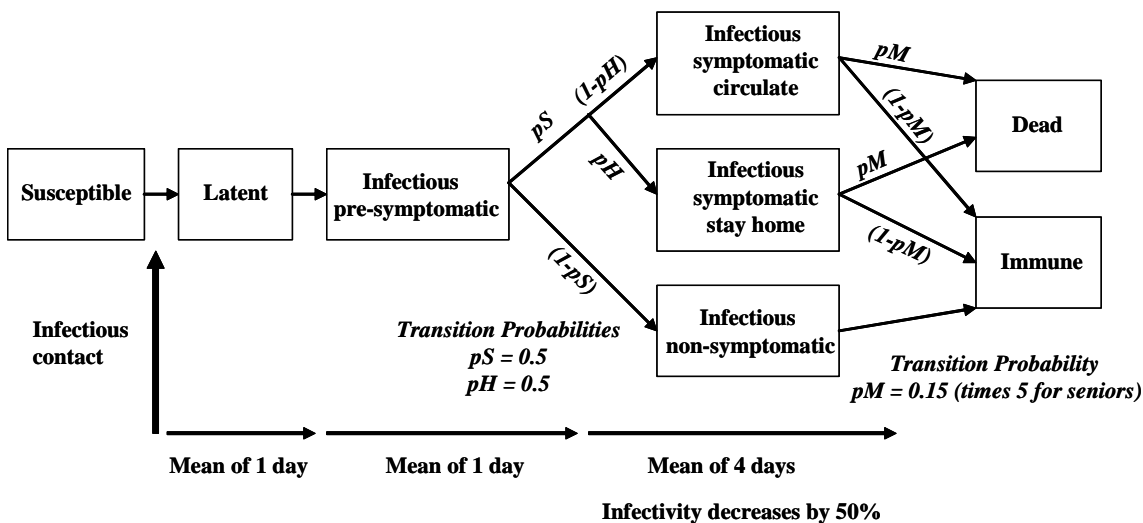 Susceptible
Latent
Infectious
pre-symptomatic
pS
(1-pH)
pH
(1-pS)
Infectious
symptomatic
circulate
Infectious
symptomatic
stay home
Infectious
non-symptomatic
pM
(1-pM)
pM
(1-pM)
Dead
Immune
Infectious
contact
Transition Probabilities
pS = 0.5
pH = 0.5
Transition Probability
pM = 0.15 (times 5 for seniors)
Mean of 1 day
Mean of 1 day
Mean of 4 days
Infectivity decreases by 50%